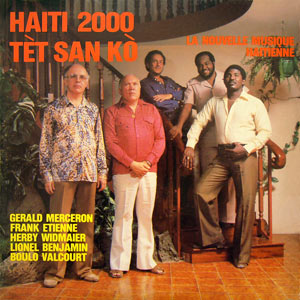 HAITI 2000
TÈT SAN KÒ
LA NOUVELLE MUSIQUE
HAITIENNE
GERALD MERCERON
FRANK ETIENNE
HERBY WIDMAIER
LIONEL BENJAMIN
BOULO VALCOURT